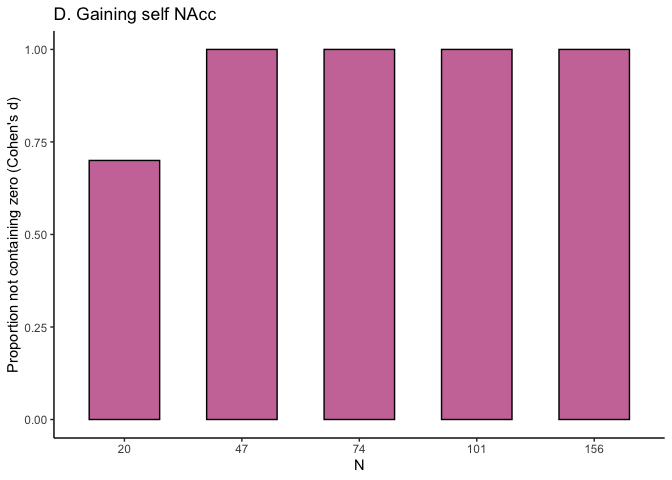 D. Gaining self NAcc
Proportion not containing zero (Cohen's d)
1.00
0.75
0.50
0.25
0.00
20 47 74 101 156
N